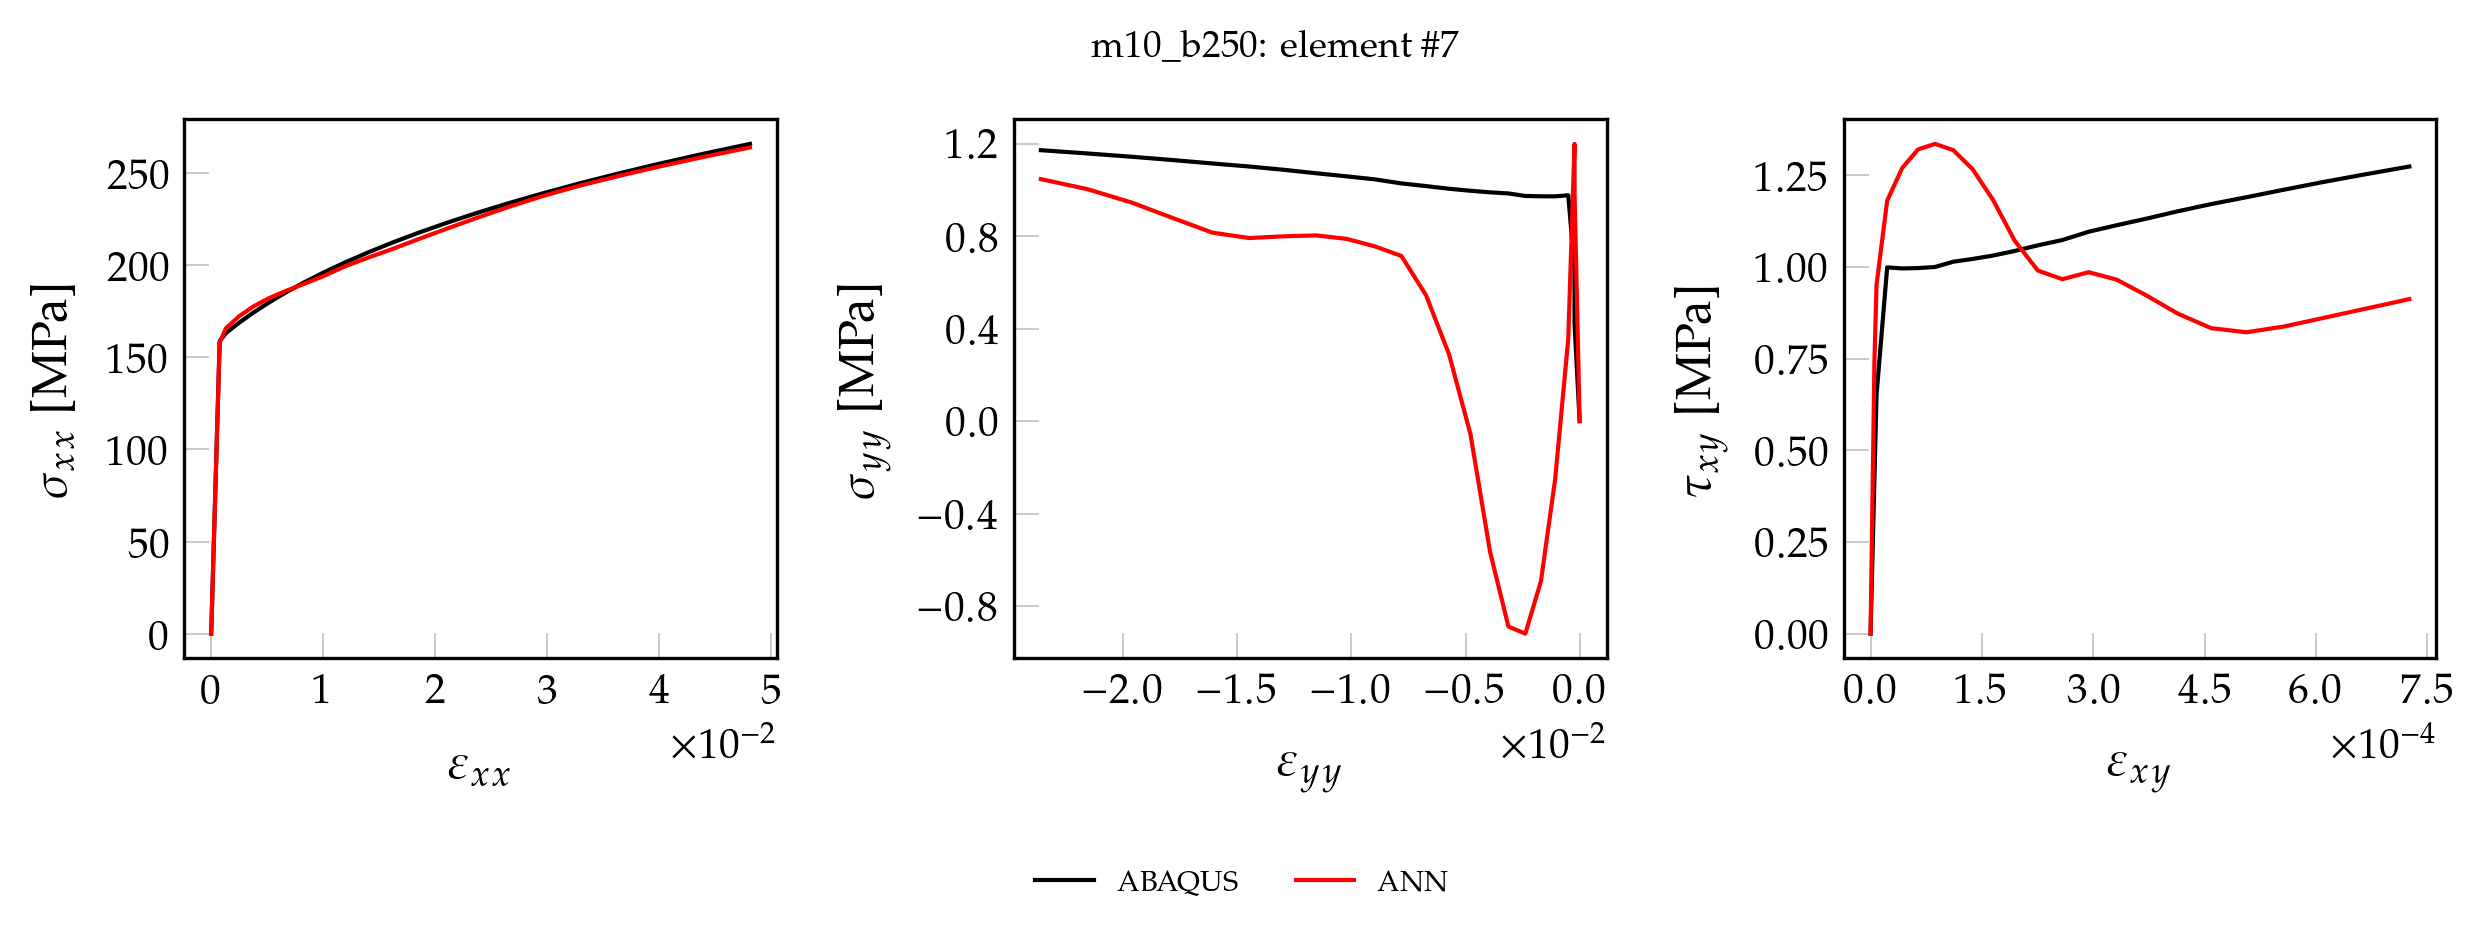 m10_b250: element #7
σxx [MPa]
250
200
150
100
50
0
0 1 2 3 4 5
×10−2
εxx
σyy [MPa]
1.2
0.8
0.4
0.0
−0.4
−0.8
−2.0 −1.5 −1.0 −0.5 0.0
×10−2
εyy
τxy [MPa]
1.25
1.00
0.75
0.50
0.25
0.00
0.0 1.5 3.0 4.5 6.0 7.5
×10−4
εxy
ABAQUS ANN